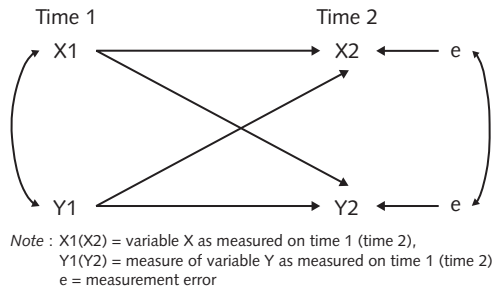 Time 1 Time 2
X1 X2 e
Y1 Y2 e
Note : X1(X2) = variable X as measured on time 1 (time 2),
Y1(Y2) = measure of variable Y as measured on time 1 (time 2)
e = measurement error